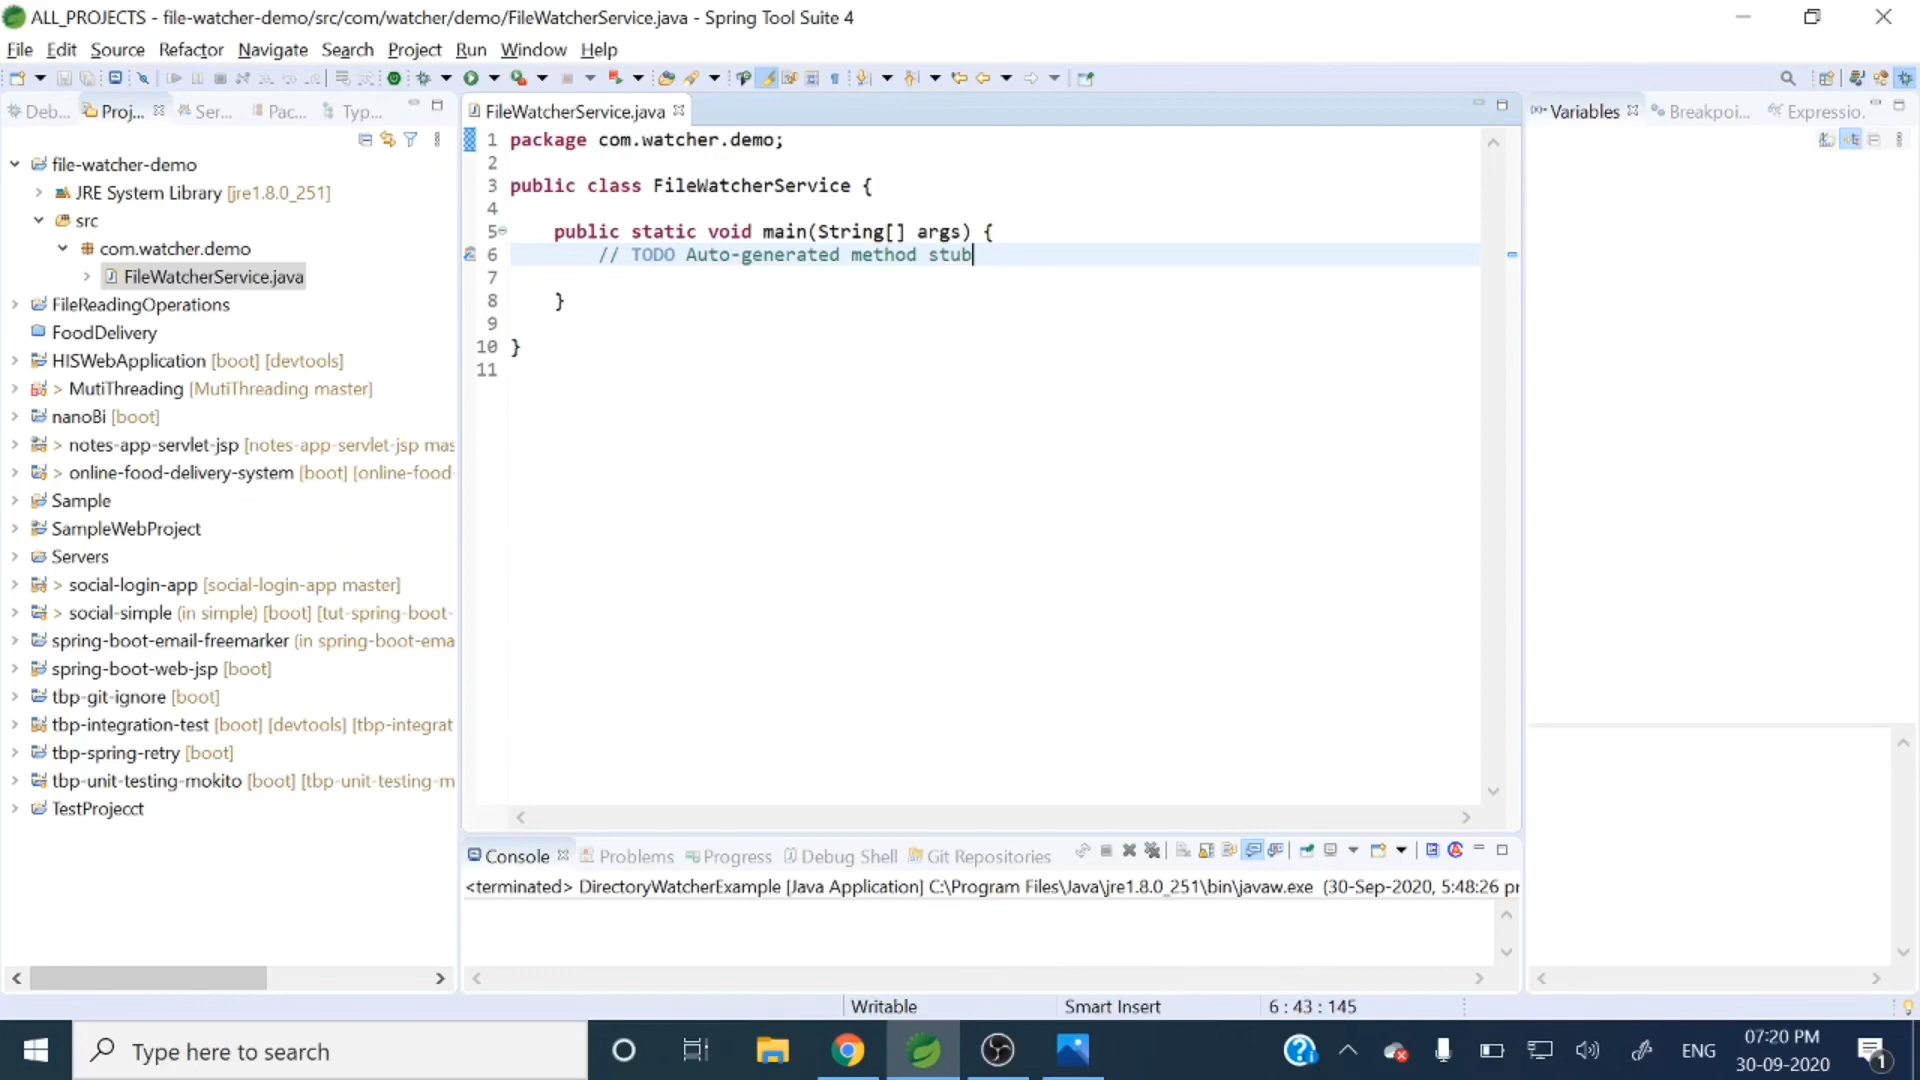 ALL_PROJECTS - file-watcher-demo/src/com/watcher/demo/FileWatcherService.java - Spring Tool Suite 4
File Edit Source Refactor Navigate Search Project Run Window Help
Deb... Proj... Ser... Pac... Typ...
FileWatcherService.java
Variables Breakpoi... Expressio...
file-watcher-demo
JRE System Library [jre1.8.0_251]
src
com.watcher.demo
FileWatcherService.java
FileReadingOperations
FoodDelivery
HISWebApplication [boot] [devtools]
> MutiThreading [MutiThreading master]
nanoBi [boot]
> notes-app-servlet-jsp [notes-app-servlet-jsp mas
> online-food-delivery-system [boot] [online-food-
Sample
SampleWebProject
Servers
> social-login-app [social-login-app master]
> social-simple (in simple) [boot] [tut-spring-boot-
spring-boot-email-freemarker (in spring-boot-ema
spring-boot-web-jsp [boot]
tbp-git-ignore [boot]
tbp-integration-test [boot] [devtools] [tbp-integrat
tbp-spring-retry [boot]
tbp-unit-testing-mokito [boot] [tbp-unit-testing-m
TestProjecct
1 package com.watcher.demo;
2
3 public class FileWatcherService {
4
5 public static void main(String[] args) {
6 // TODO Auto-generated method stub
7
8 }
9
10 }
11
Console Problems Progress Debug Shell Git Repositories
<terminated> DirectoryWatcherExample [Java Application] C:\Program Files\Java\jre1.8.0_251\bin\javaw.exe (30-Sep-2020, 5:48:26 pr
Writable Smart Insert 6 : 43 : 145
Type here to search
ENG
07:20 PM
30-09-2020
1